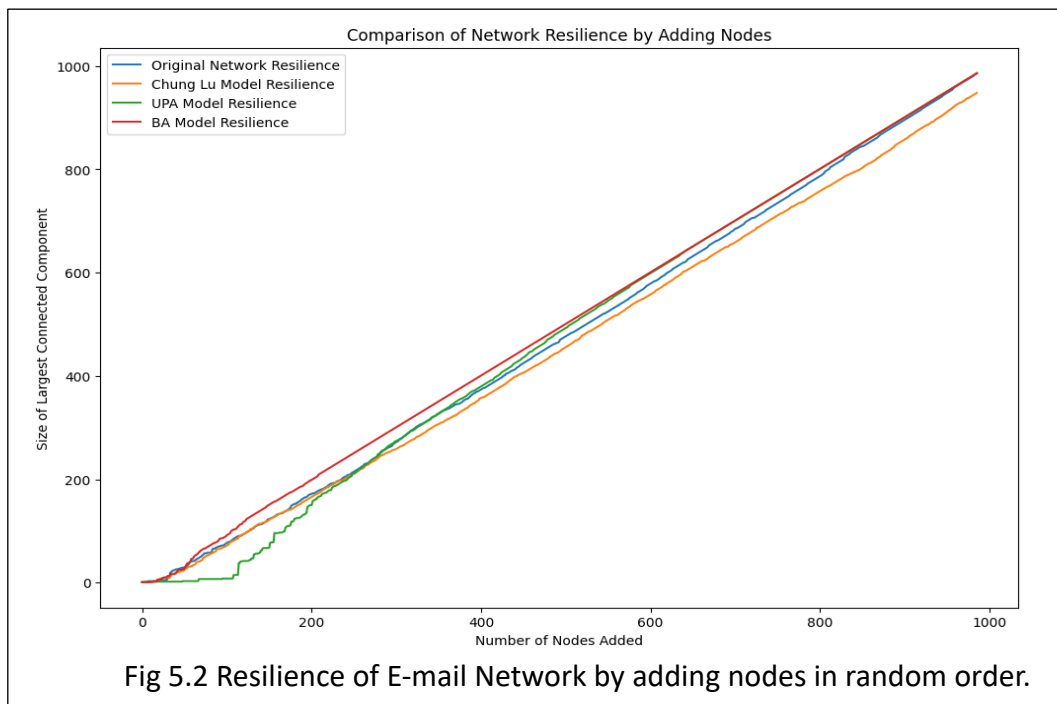 Comparison of Network Resilience by Adding Nodes
Original Network Resilience
Chung Lu Model Resilience
UPA Model Resilience
BA Model Resilience
1000
800
600
400
200
0
Size of Largest Connected Component
0 200 400 600 800 1000
Number of Nodes Added
Fig 5.2 Resilience of E-mail Network by adding nodes in random order.